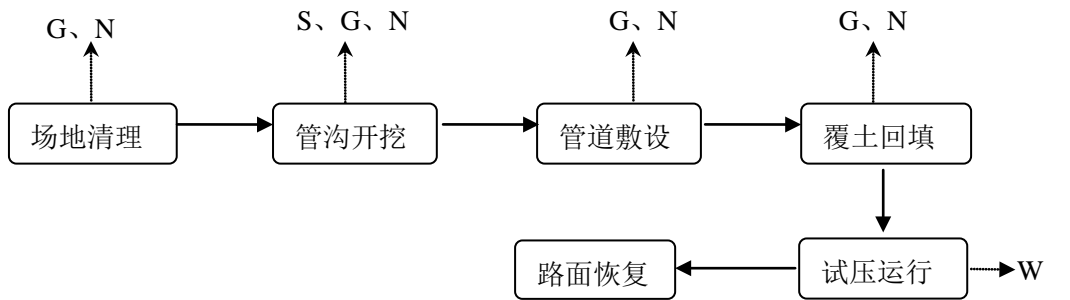 G、N
S、G、N
G、N
G、N
场地清理
管沟开挖
管道敷设
覆土回填
路面恢复
试压运行
W